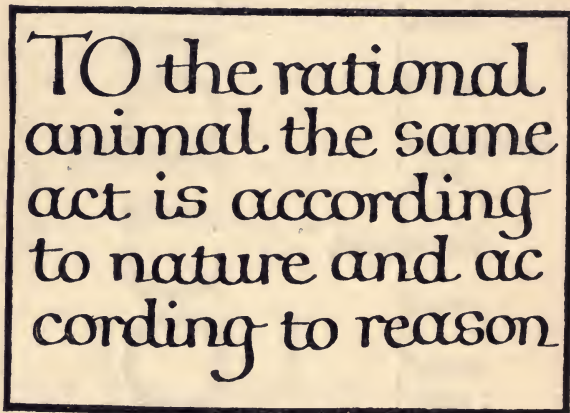 TO the rational
animal the same
act is according
to nature and ac
cording to reason